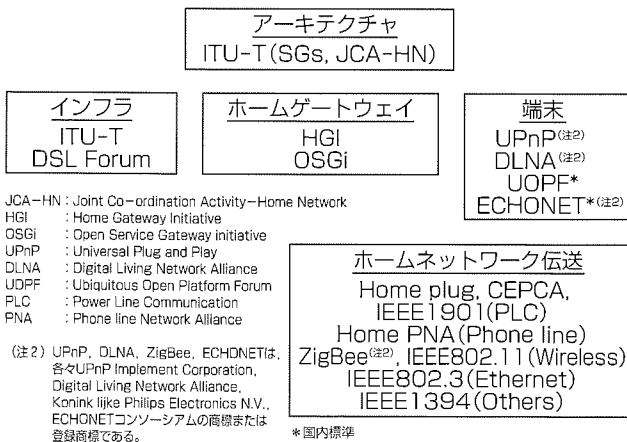 アーキテクチャ
ITU-T(SGs, JCA-HN)
インフラ
ITU-T
DSL Forum
ホームゲートウェイ
HGI
OSGi
端末
UPnP(注2)
DLNA(注2)
UOPF*
ECHONET*(注2)
JCA-HN : Joint Co-ordination Activity-Home Network
HGI : Home Gateway Initiative
OSGi : Open Service Gateway initiative
UPnP : Universal Plug and Play
DLNA : Digital Living Network Alliance
UOPF : Ubiquitous Open Platform Forum
PLC : Power Line Communication
PNA : Phone line Network Alliance
(注2) UPnP, DLNA, ZigBee, ECHONETは,
各々UPnP Implement Corporation,
Digital Living Network Alliance,
Konink lijke Philips Electronics N.V.,
ECHONETコンソーシアムの商標または
登録商標である。
ホームネットワーク伝送
Home plug, CEPCA,
IEEE1901(PLC)
Home PNA(Phone line)
ZigBee(注2), IEEE802.11(Wireless)
IEEE802.3(Ethernet)
IEEE1394(Others)
*国内標準